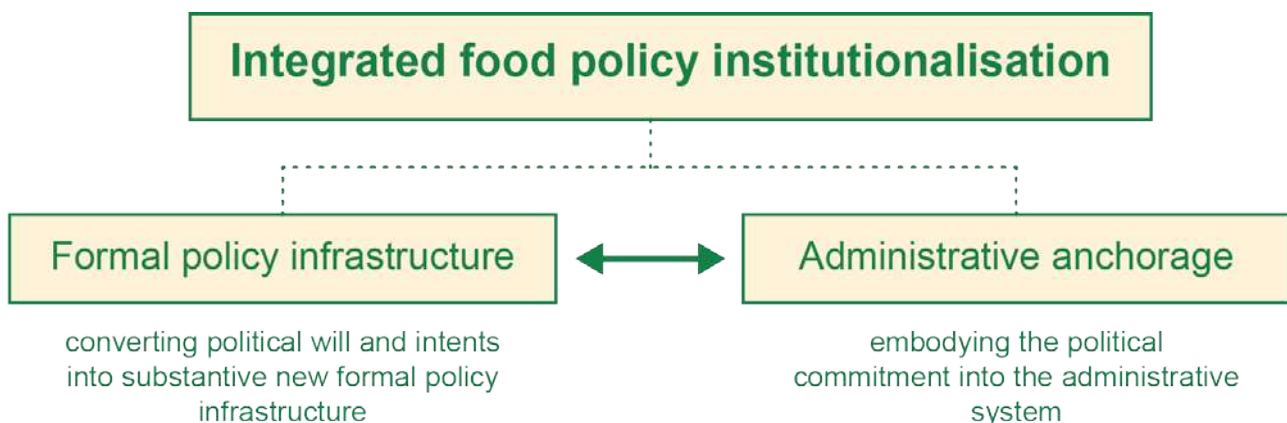 Integrated food policy institutionalisation
Formal policy infrastructure
Administrative anchorage
converting political will and intents
into substantive new formal policy
infrastructure
embodying the political
commitment into the administrative
system